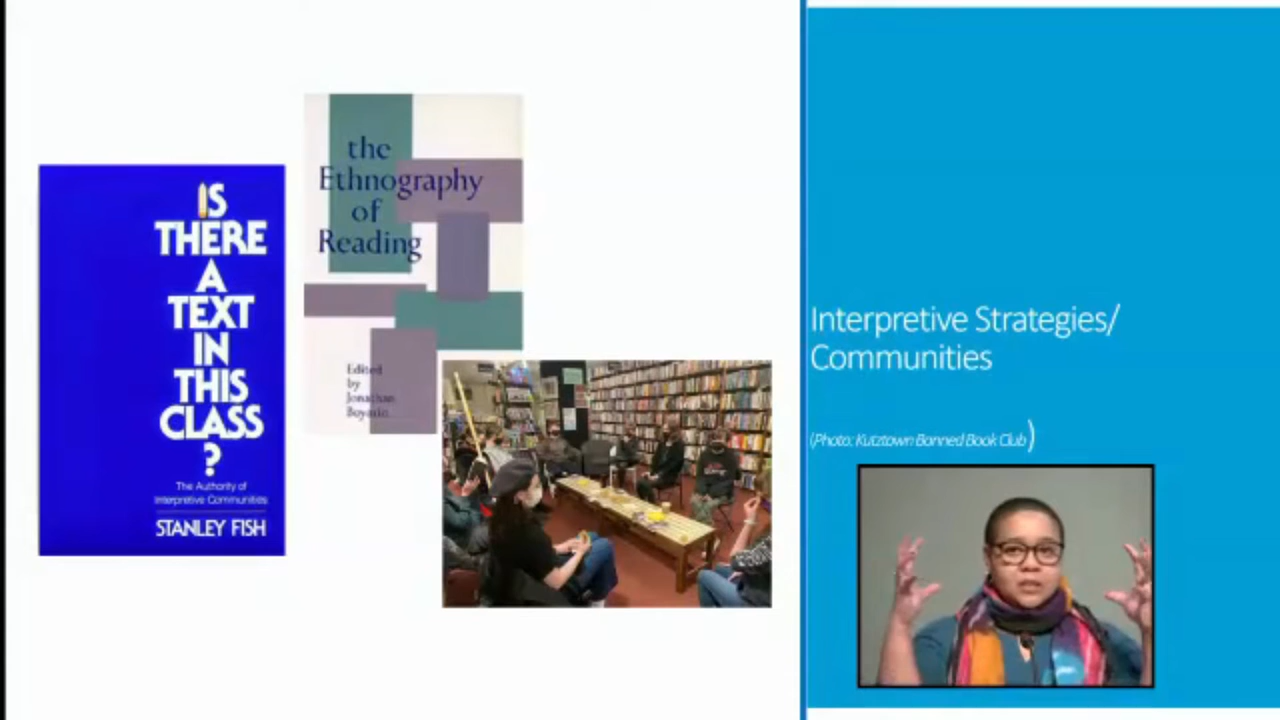 IS
THERE
A
TEXT
IN
THIS
CLASS
?
The Authority of
Interpretive Communities
STANLEY FISH
the
Ethnography
of
Reading
Edited
by
Jonathan
Boyarin
Interpretive Strategies/
Communities
(Photo: Kutztown Banned Book Club)